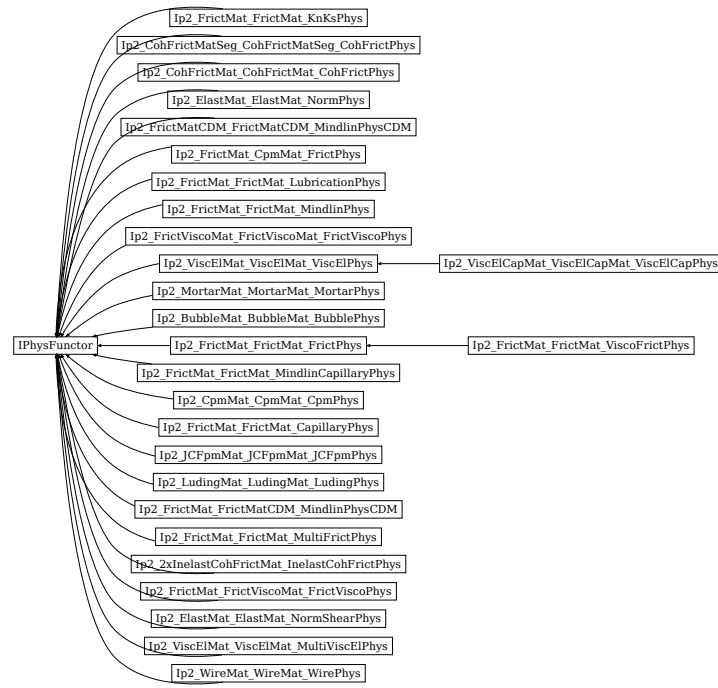 Ip2_FrictMat_FrictMat_KnKsPhys
Ip2_CohFrictMatSeg_CohFrictMatSeg_CohFrictPhys
Ip2_CohFrictMat_CohFrictMat_CohFrictPhys
Ip2_ElastMat_ElastMat_NormPhys
Ip2_FrictMatCDM_FrictMatCDM_MindlinPhysCDM
Ip2_FrictMat_CpmMat_FrictPhys
Ip2_FrictMat_FrictMat_LubricationPhys
Ip2_FrictMat_FrictMat_MindlinPhys
Ip2_FrictViscoMat_FrictViscoMat_FrictViscoPhys
Ip2_ViscElMat_ViscElMat_ViscElPhys
Ip2_ViscElCapMat_ViscElCapMat_ViscElCapPhys
Ip2_MortarMat_MortarMat_MortarPhys
Ip2_BubbleMat_BubbleMat_BubblePhys
IPhysFunctor
Ip2_FrictMat_FrictMat_FrictPhys
Ip2_FrictMat_FrictMat_ViscoFrictPhys
Ip2_FrictMat_FrictMat_MindlinCapillaryPhys
Ip2_CpmMat_CpmMat_CpmPhys
Ip2_FrictMat_FrictMat_CapillaryPhys
Ip2_JCFpmMat_JCFpmMat_JCFpmPhys
Ip2_LudingMat_LudingMat_LudingPhys
Ip2_FrictMat_FrictMatCDM_MindlinPhysCDM
Ip2_FrictMat_FrictMat_MultiFrictPhys
Ip2_2xInelastCohFrictMat_InelastCohFrictPhys
Ip2_FrictMat_FrictViscoMat_FrictViscoPhys
Ip2_ElastMat_ElastMat_NormShearPhys
Ip2_ViscElMat_ViscElMat_MultiViscElPhys
Ip2_WireMat_WireMat_WirePhys